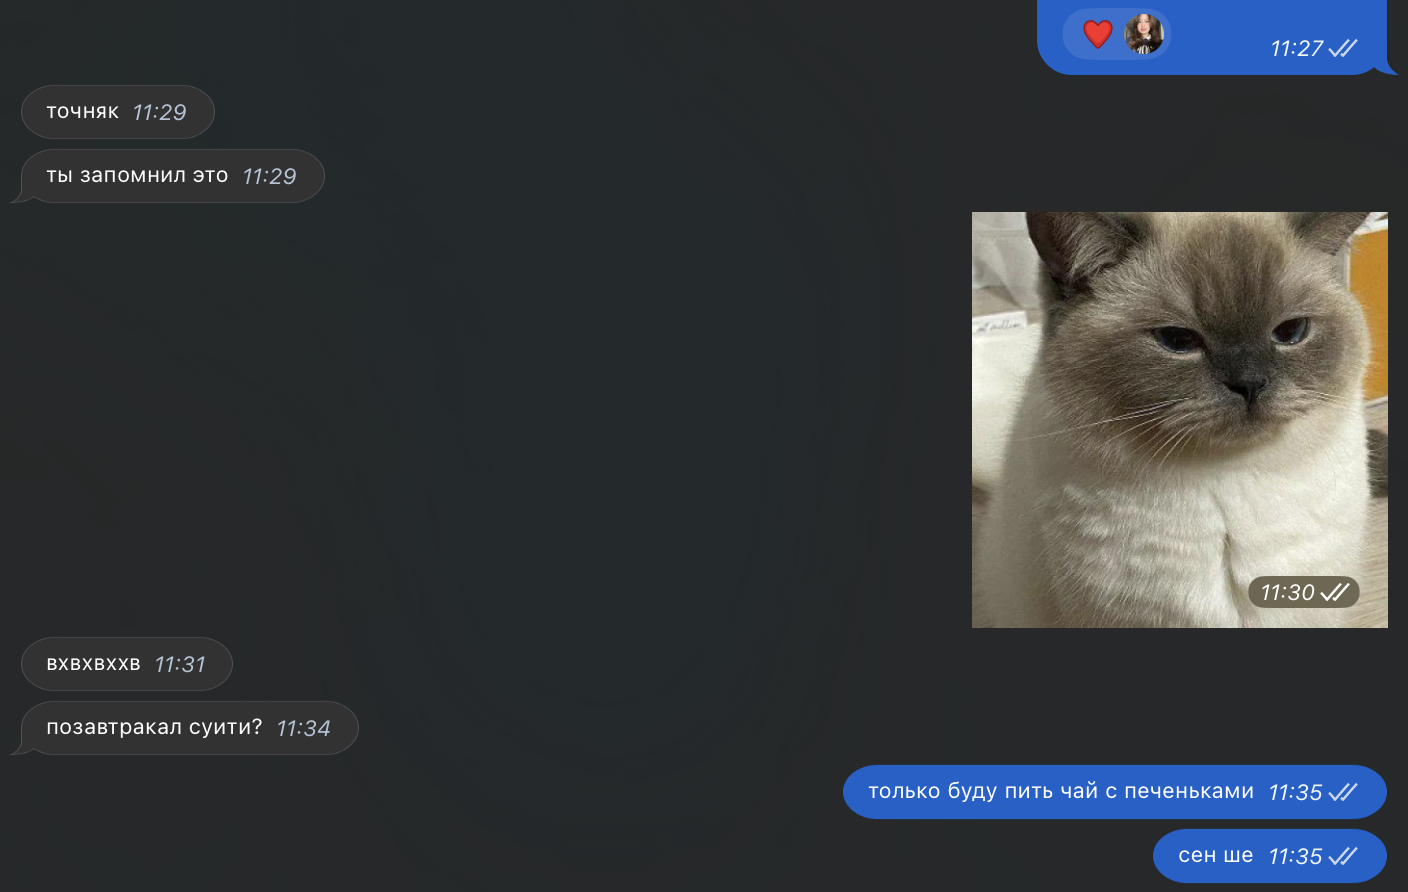 11:27
точняк 11:29
ты запомнил это 11:29
11:30
вхвхвххв 11:31
позавтракал суити? 11:34
только буду пить чай с печеньками 11:35
сен ше 11:35